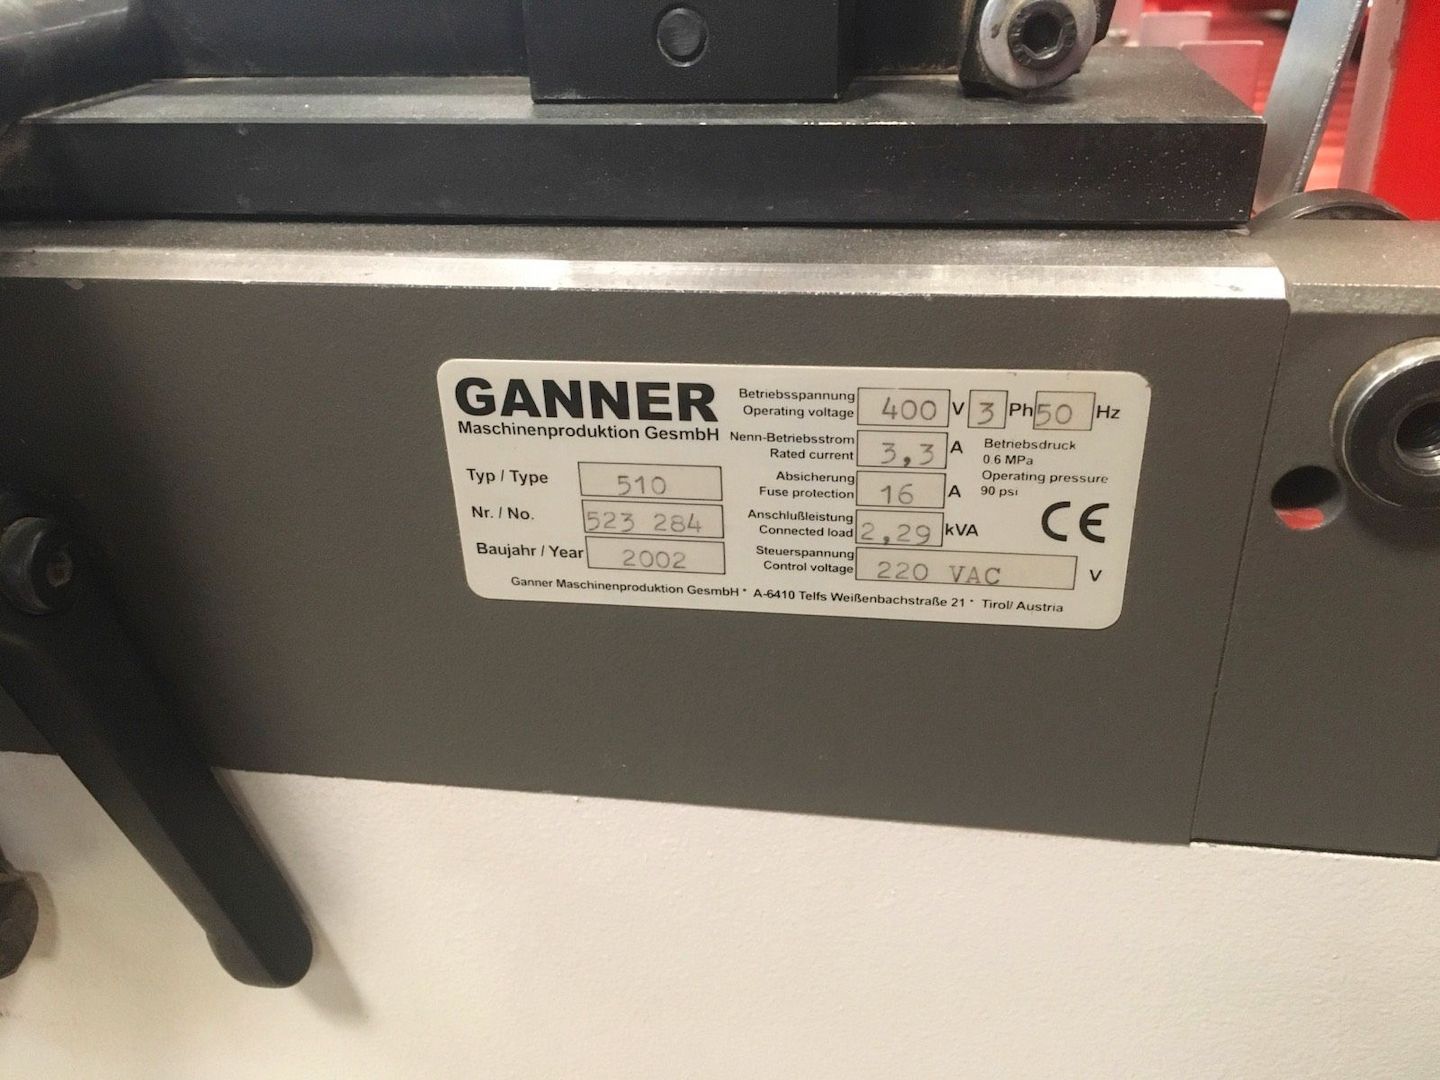 GANNER
Maschinenproduktion GesmbH
Typ / Type 510
Nr. / No. 523 284
Baujahr / Year 2002
Betriebsspannung
Operating voltage 400 V 3 Ph 50 Hz
Nenn-Betriebsstrom
Rated current 3,3 A
Absicherung
Fuse protection 16 A
Anschlußleistung
Connected load 2,29 kVA
Steuerspannung
Control voltage 220 VAC V
Betriebsdruck
0.6 MPa
Operating pressure
90 psi
CE
Ganner Maschinenproduktion GesmbH * A-6410 Telfs Weißenbachstraße 21 * Tirol/ Austria